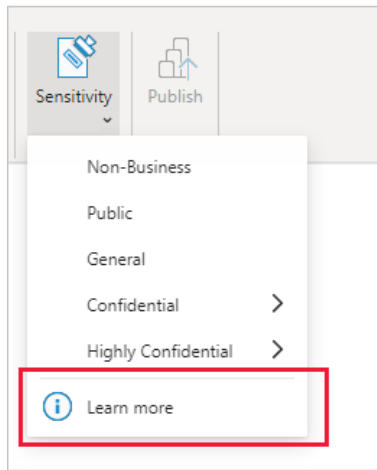 Sensitivity
Publish
Non-Business
Public
General
Confidential
Highly Confidential
Learn more